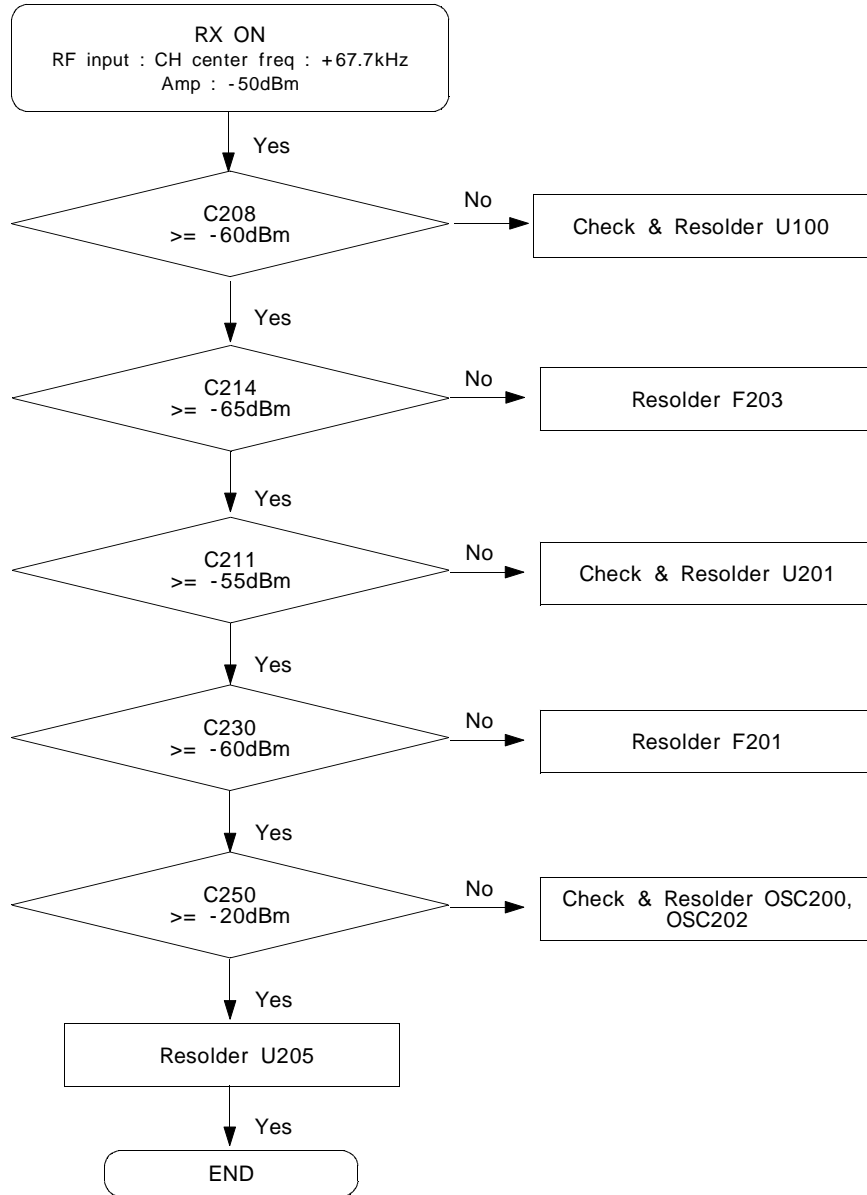 RX ON
RF input : CH center freq : +67.7kHz
Amp : -50dBm
Yes
C208
>= -60dBm
No
Check & Resolder U100
Yes
C214
>= -65dBm
No
Resolder F203
Yes
C211
>= -55dBm
No
Check & Resolder U201
Yes
C230
>= -60dBm
No
Resolder F201
Yes
C250
>= -20dBm
No
Check & Resolder OSC200,
OSC202
Yes
Resolder U205
Yes
END